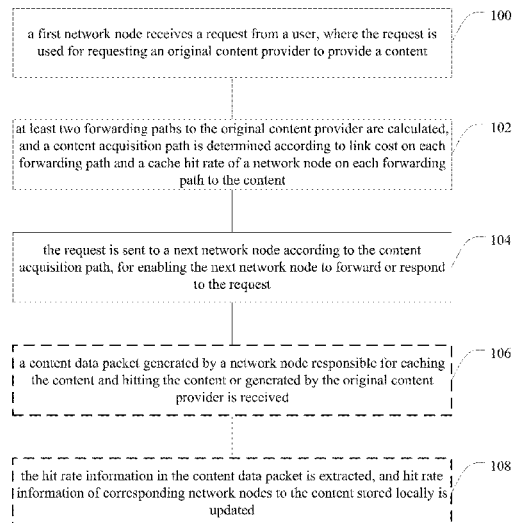 100
a first network node receives a request from a user, where the request is
used for requesting an original content provider to provide a content
102
at least two forwarding paths to the original content provider are calculated,
and a content acquisition path is determined according to link cost on each
forwarding path and a cache hit rate of a network node on each forwarding
path to the content
104
the request is sent to a next network node according to the content
acquisition path, for enabling the next network node to forward or respond
to the request
106
a content data packet generated by a network node responsible for caching
the content and hitting the content or generated by the original content
provider is received
108
the hit rate information in the content data packet is extracted, and hit rate
information of corresponding network nodes to the content stored locally is
updated